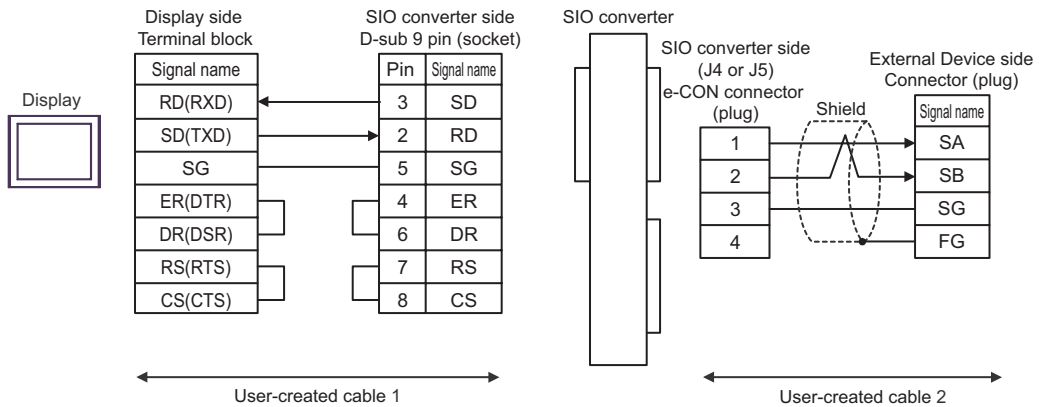 Display
Display side
Terminal block
Signal name
RD(RXD)
SD(TXD)
SG
ER(DTR)
DR(DSR)
RS(RTS)
CS(CTS)
SIO converter side
D-sub 9 pin (socket)
Pin Signal name
3 SD
2 RD
5 SG
4 ER
6 DR
7 RS
8 CS
User-created cable 1
SIO converter
SIO converter side
(J4 or J5)
e-CON connector
(plug)
1
2
3
4
Shield
External Device side
Connector (plug)
Signal name
SA
SB
SG
FG
User-created cable 2